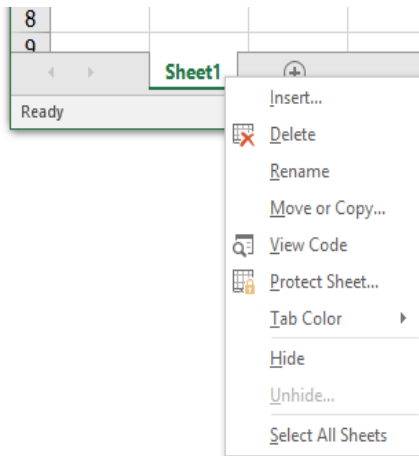 8
9
Sheet1
Ready
Insert...
Delete
Rename
Move or Copy...
View Code
Protect Sheet...
Tab Color
Hide
Unhide...
Select All Sheets